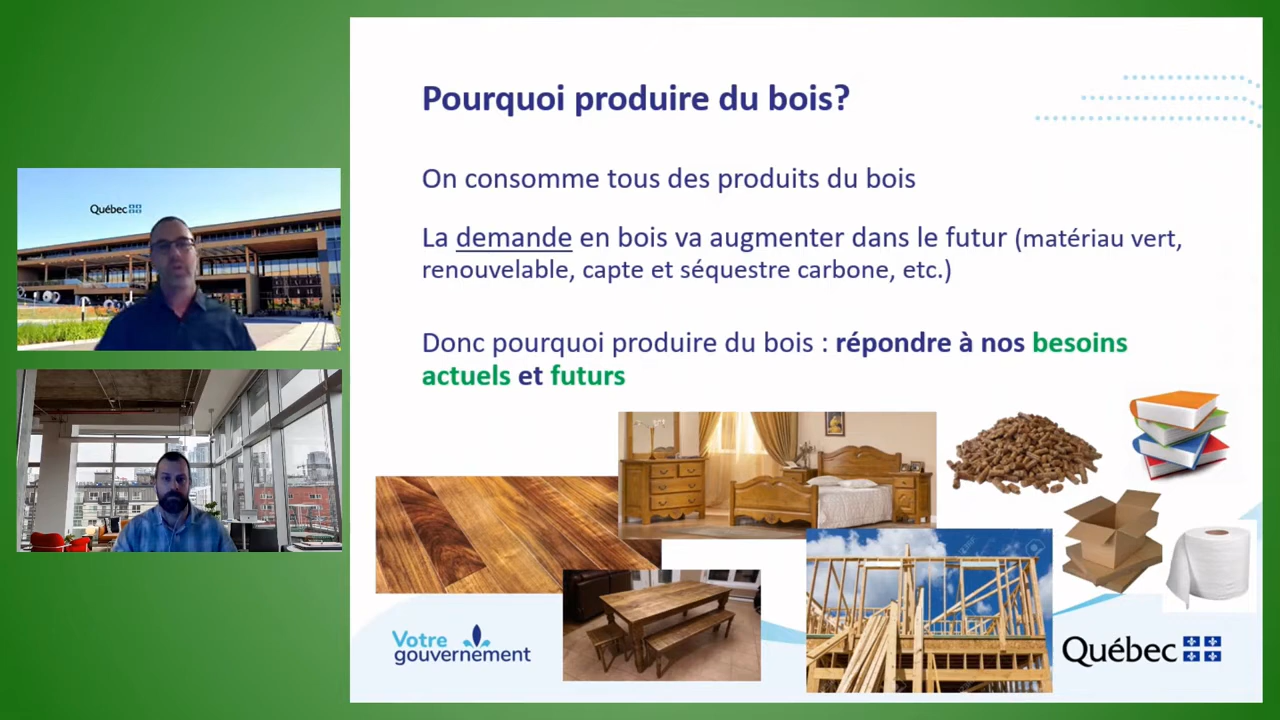 Pourquoi produire du bois?
On consomme tous des produits du bois
La demande en bois va augmenter dans le futur (matériau vert,
renouvelable, capte et séquestre carbone, etc.)
Donc pourquoi produire du bois : répondre à nos besoins
actuels et futurs
Québec
Votre
gouvernement
Québec